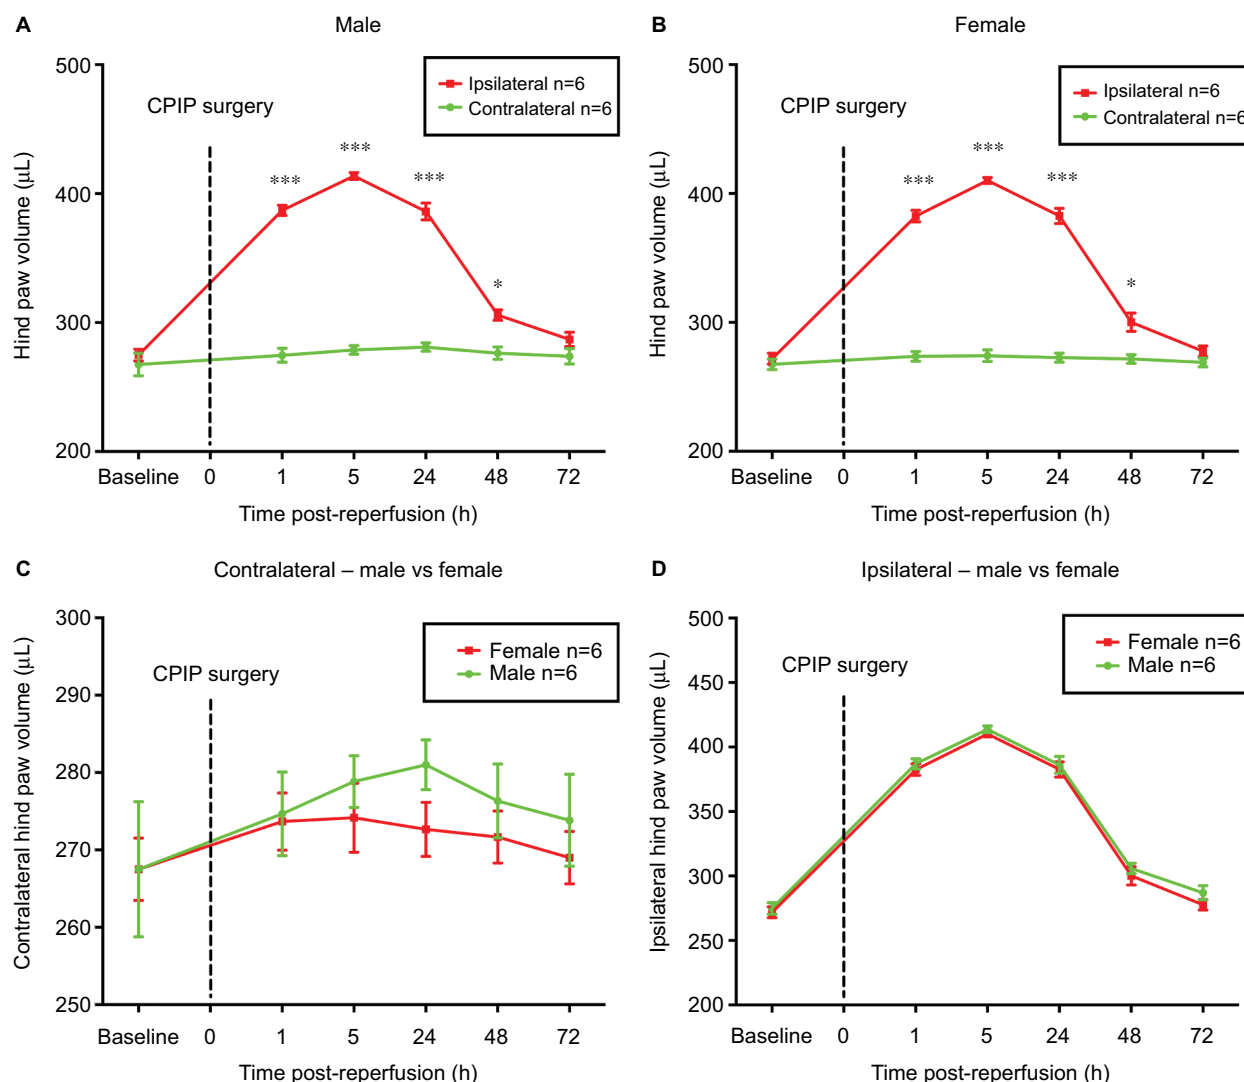 A
Male
500
400
300
200
Hind paw volume (µL)
CPIP surgery
Ipsilateral n=6
Contralateral n=6
***
***
***
*
Baseline 0 1 5 24 48 72
Time post-reperfusion (h)
B
Female
500
400
300
200
Hind paw volume (µL)
CPIP surgery
Ipsilateral n=6
Contralateral n=6
***
***
***
*
Baseline 0 1 5 24 48 72
Time post-reperfusion (h)
C
Contralateral – male vs female
300
290
280
270
260
250
Contralateral hind paw volume (µL)
CPIP surgery
Female n=6
Male n=6
Baseline 0 1 5 24 48 72
Time post-reperfusion (h)
D
Ipsilateral – male vs female
500
450
400
350
300
250
200
Ipsilateral hind paw volume (µL)
CPIP surgery
Female n=6
Male n=6
Baseline 0 1 5 24 48 72
Time post-reperfusion (h)